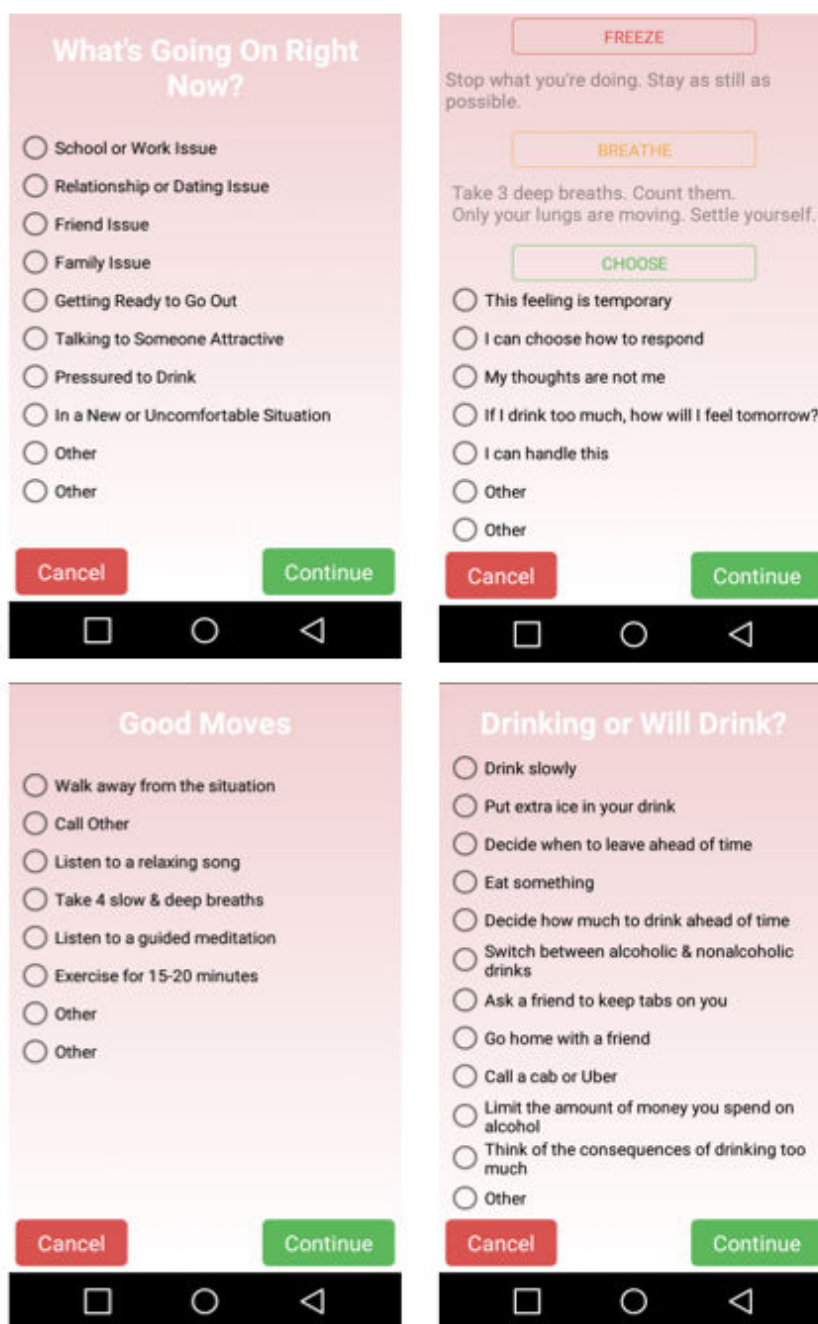 What's Going On Right
Now?
School or Work Issue
Relationship or Dating Issue
Friend Issue
Family Issue
Getting Ready to Go Out
Talking to Someone Attractive
Pressured to Drink
In a New or Uncomfortable Situation
Other
Other
Cancel
Continue
FREEZE
Stop what you're doing. Stay as still as
possible.
BREATHE
Take 3 deep breaths. Count them.
Only your lungs are moving. Settle yourself.
CHOOSE
This feeling is temporary
I can choose how to respond
My thoughts are not me
If I drink too much, how will I feel tomorrow?
I can handle this
Other
Other
Cancel
Continue
Good Moves
Walk away from the situation
Call Other
Listen to a relaxing song
Take 4 slow & deep breaths
Listen to a guided meditation
Exercise for 15-20 minutes
Other
Other
Cancel
Continue
Drinking or Will Drink?
Drink slowly
Put extra ice in your drink
Decide when to leave ahead of time
Eat something
Decide how much to drink ahead of time
Switch between alcoholic & nonalcoholic
drinks
Ask a friend to keep tabs on you
Go home with a friend
Call a cab or Uber
Limit the amount of money you spend on
alcohol
Think of the consequences of drinking too
much
Other
Cancel
Continue